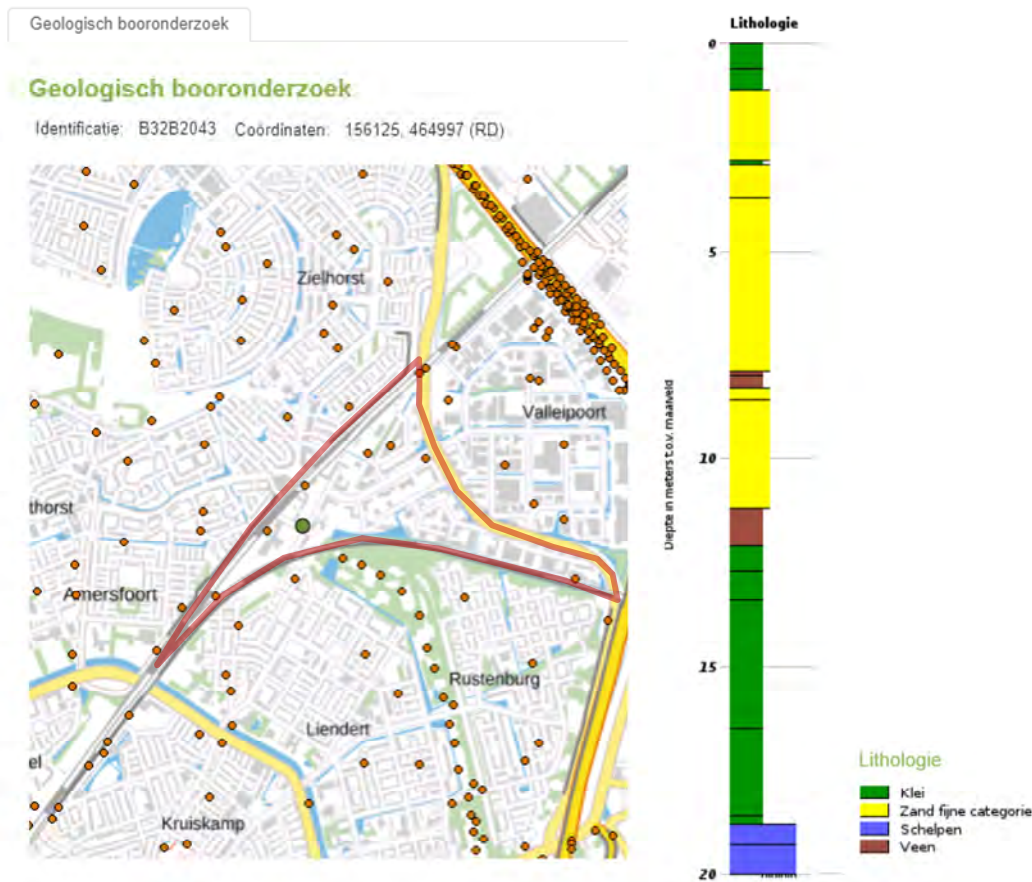 Geologisch booronderzoek
Geologisch booronderzoek
Identificatie: B32B2043 Coördinaten: 156125, 464997 (RD)
Zielhorst
Valleipoort
thorst
Amersfoort
Rustenburg
Liendert
el
Kruiskamp
Lithologie
0
5
10
15
20
Diepte in meters t.o.v. maaiveld
Lithologie
Klei
Zand fijne categorie
Schelpen
Veen